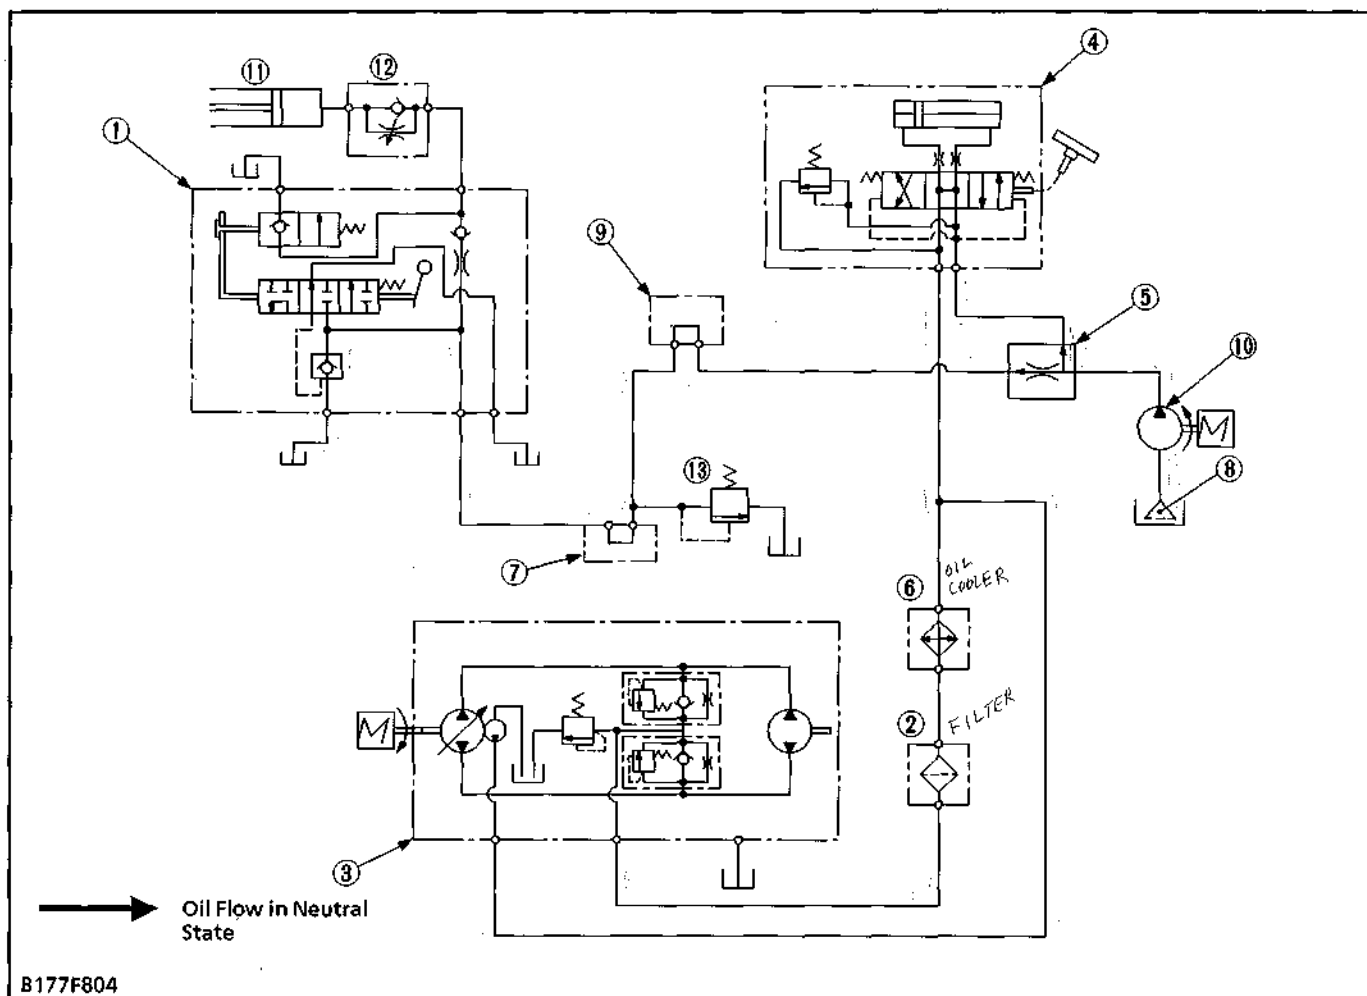 ⑪
⑫
④
①
⑨
⑤
⑩
M
⑬
⑧
⑦
OIL
COOLER
⑥
FILTER
②
M
③
Oil Flow in Neutral
State
B177F804